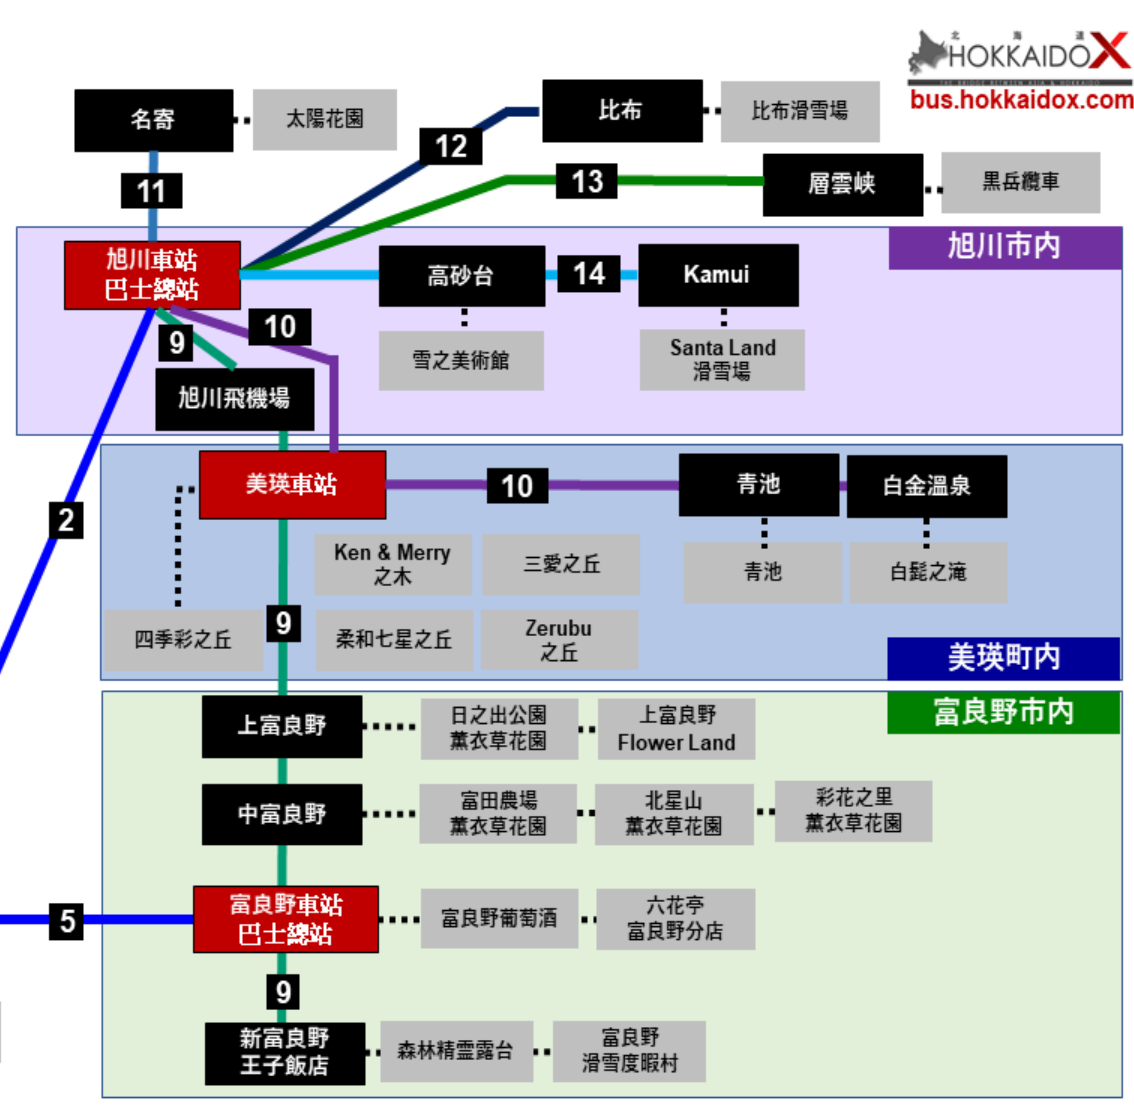 北海道
HOKKAIDOX
bus.hokkaidox.com
名寄
太陽花園
比布
比布滑雪場
12
13
層雲峡
黒岳纜車
11
旭川市内
旭川車站
巴士總站
高砂台
14
Kamui
10
9
雪之美術館
Santa Land
滑雪場
旭川飛機場
美瑛車站
10
青池
白金溫泉
2
Ken & Merry
之木
三愛之丘
青池
白髭之滝
9
四季彩之丘
柔和七星之丘
Zerubu
之丘
美瑛町内
富良野市内
上富良野
日之出公園
薰衣草花園
上富良野
Flower Land
中富良野
富田農場
薰衣草花園
北星山
薰衣草花園
彩花之里
薰衣草花園
5
富良野車站
巴士總站
富良野葡萄酒
六花亭
富良野分店
9
新富良野
王子飯店
森林精霊露台
富良野
滑雪度暇村